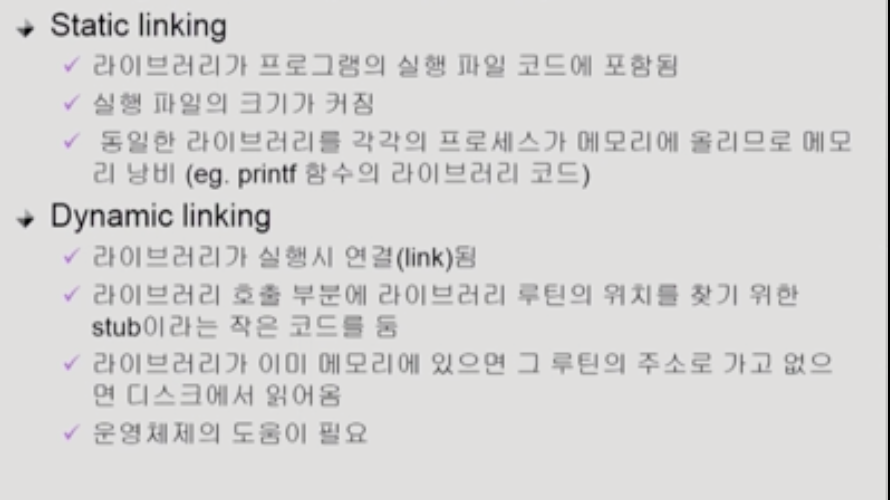 Static linking
라이브러리가 프로그램의 실행 파일 코드에 포함됨
실행 파일의 크기가 커짐
동일한 라이브러리를 각각의 프로세스가 메모리에 올리므로 메모
리 낭비 (eg. printf 함수의 라이브러리 코드)
Dynamic linking
라이브러리가 실행시 연결(link)됨
라이브러리 호출 부분에 라이브러리 루틴의 위치를 찾기 위한
stub이라는 작은 코드를 둠
라이브러리가 이미 메모리에 있으면 그 루틴의 주소로 가고 없으
면 디스크에서 읽어옴
운영체제의 도움이 필요